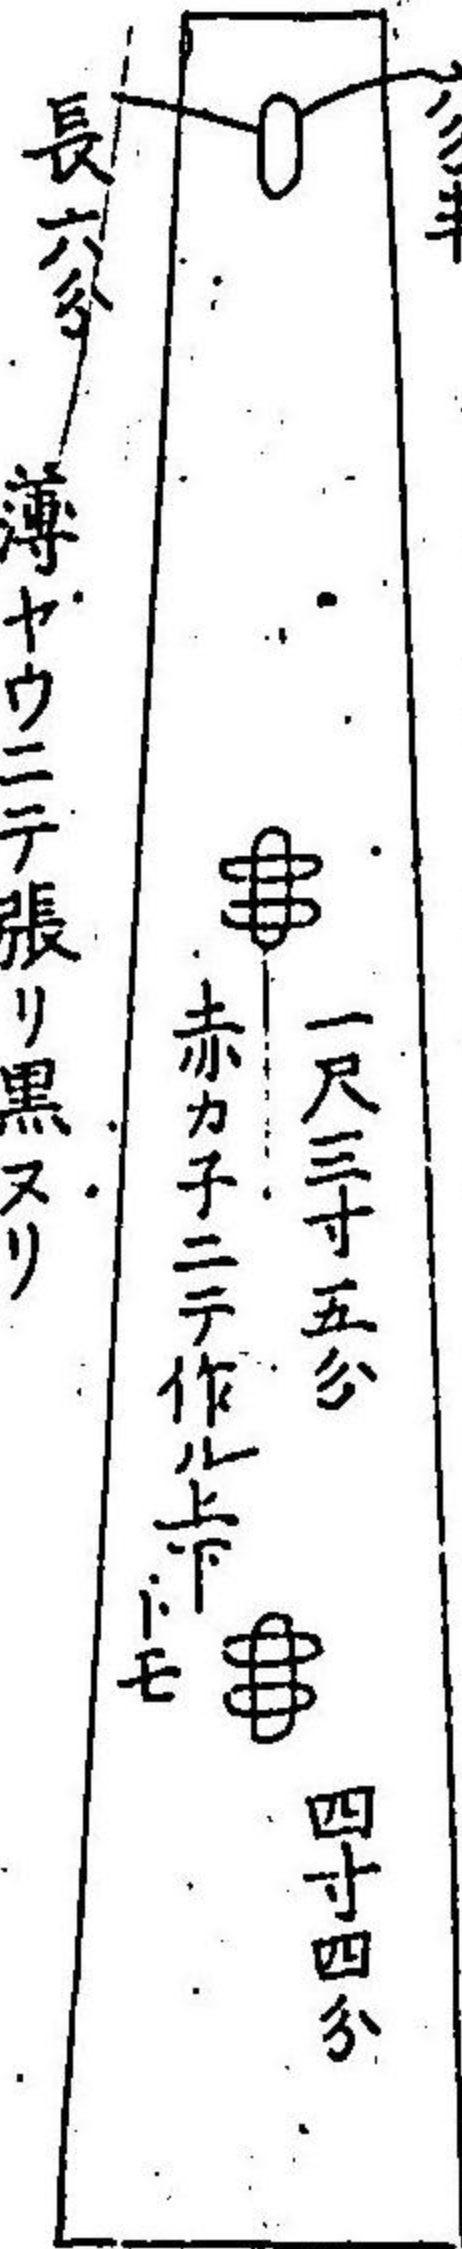 一尺三寸五分
四寸四分
赤カ子ニテ作ル上下トモ
長六分
薄ヤウニテ張リ黒ヌリ